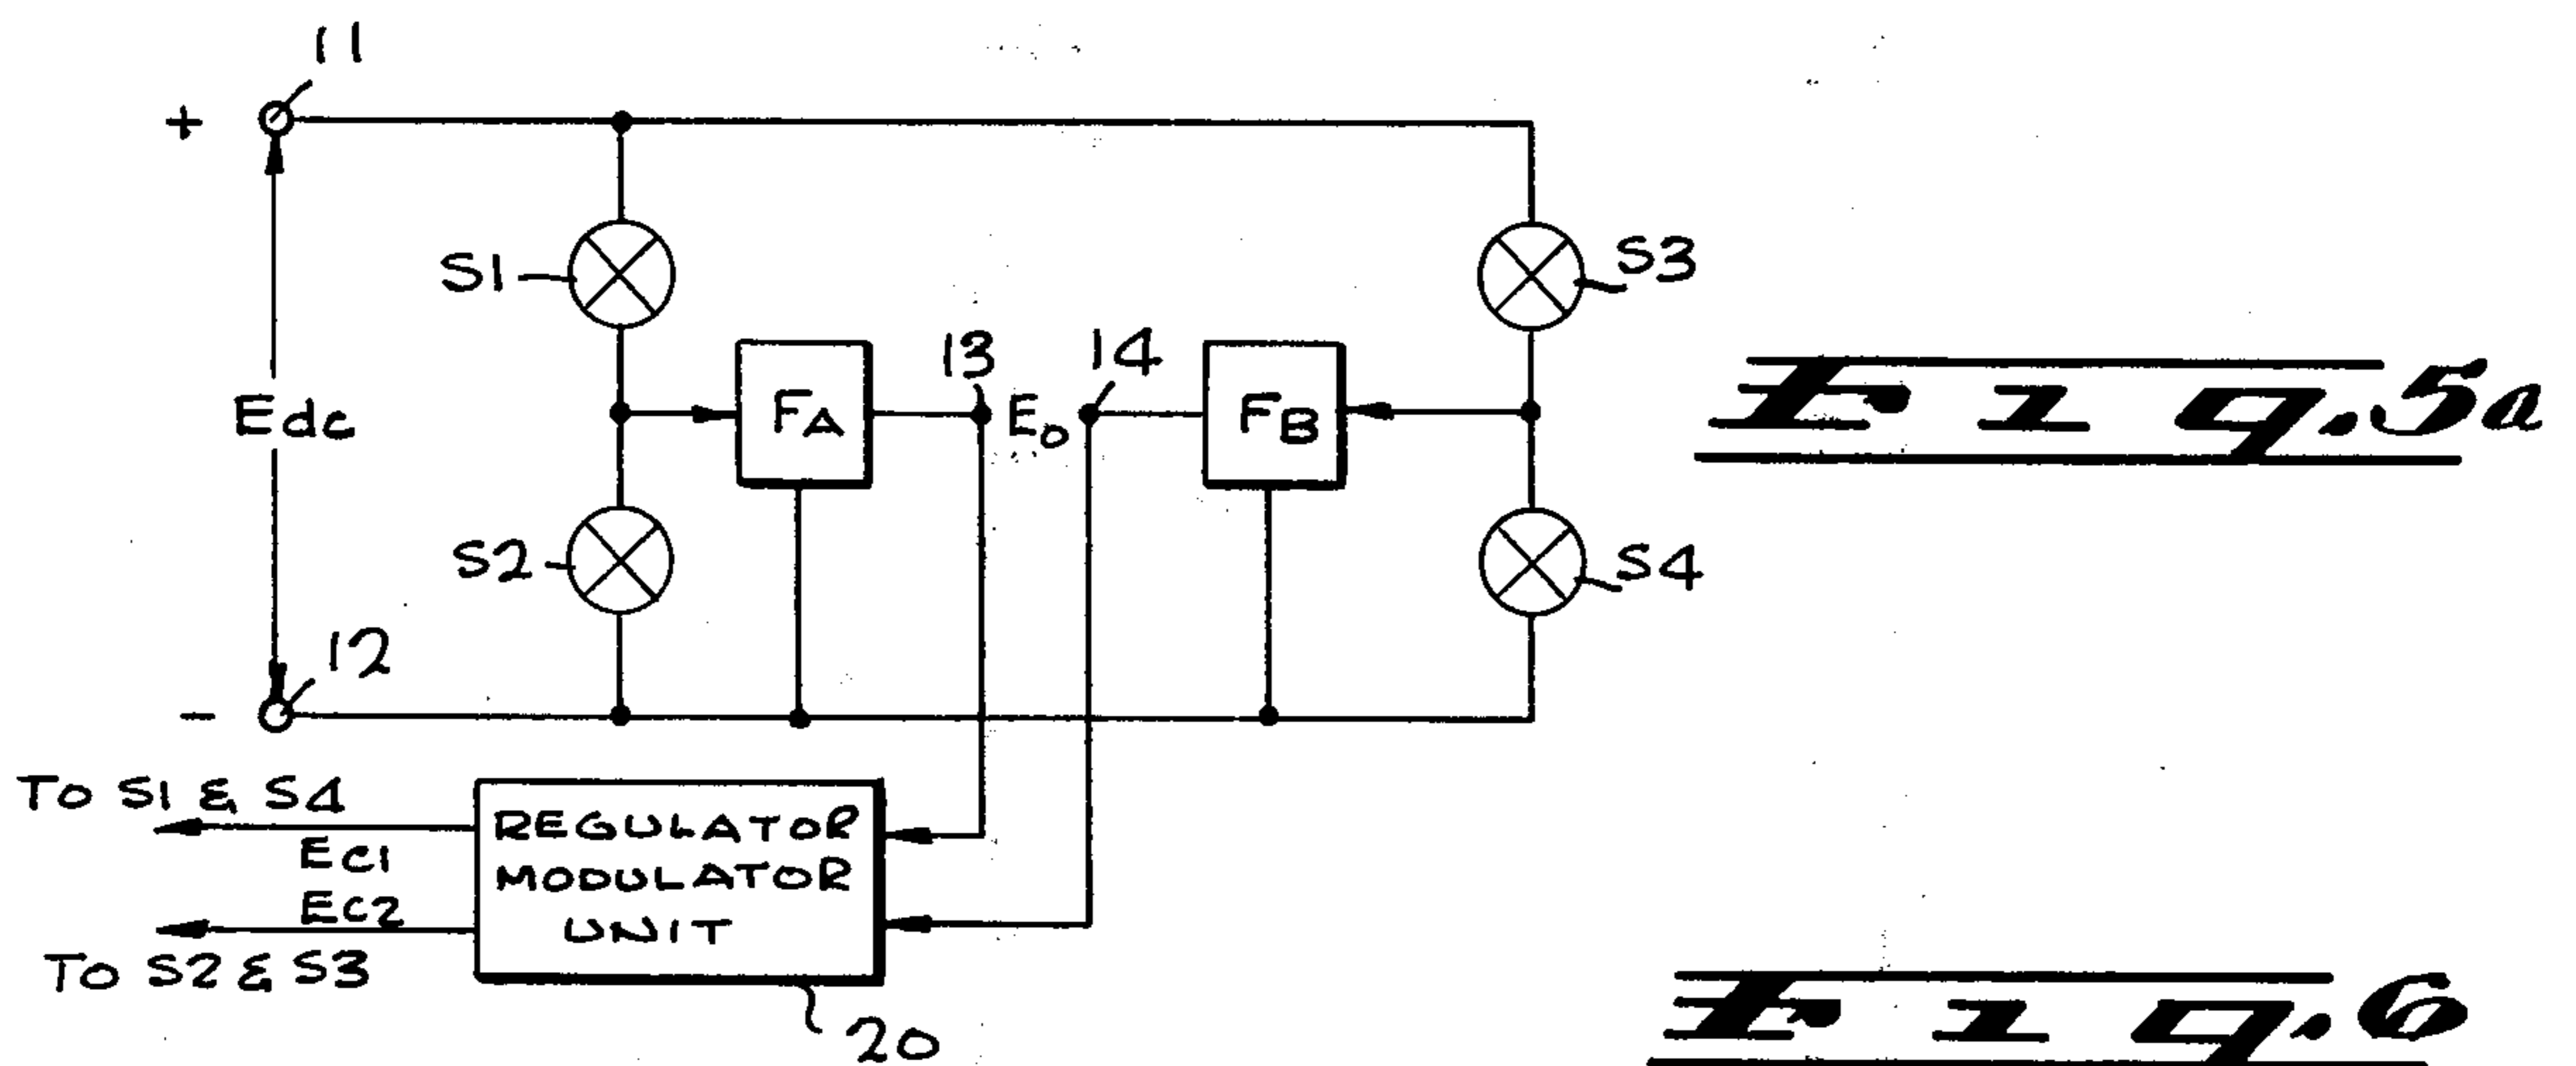 11
+
S1
S3
FA
13
Eo
14
FB
Edc
Fig. 5a
S2
S4
12
-
To S1 & S4
Ec1
Ec2
To S2 & S3
REGULATOR
MODULATOR
UNIT
20
Fig. 6